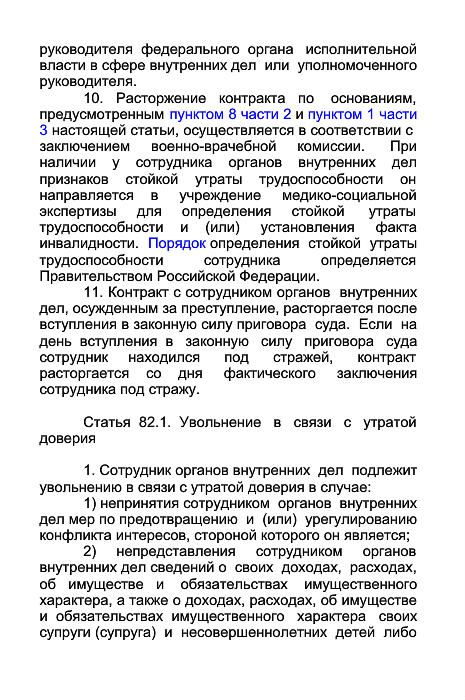 руководителя федерального органа исполнительной
власти в сфере внутренних дел или уполномоченного
руководителя.
10. Расторжение контракта по основаниям,
предусмотренным пунктом 8 части 2 и пунктом 1 части
3 настоящей статьи, осуществляется в соответствии с
заключением военно-врачебной комиссии. При
наличии у сотрудника органов внутренних дел
признаков стойкой утраты трудоспособности он
направляется в учреждение медико-социальной
экспертизы для определения стойкой утраты
трудоспособности и (или) установления факта
инвалидности. Порядок определения стойкой утраты
трудоспособности сотрудника определяется
Правительством Российской Федерации.
11. Контракт с сотрудником органов внутренних
дел, осужденным за преступление, расторгается после
вступления в законную силу приговора суда. Если на
день вступления в законную силу приговора суда
сотрудник находился под стражей, контракт
расторгается со дня фактического заключения
сотрудника под стражу.
Статья 82.1. Увольнение в связи с утратой
доверия
1. Сотрудник органов внутренних дел подлежит
увольнению в связи с утратой доверия в случае:
1) непринятия сотрудником органов внутренних
дел мер по предотвращению и (или) урегулированию
конфликта интересов, стороной которого он является;
2) непредставления сотрудником органов
внутренних дел сведений о своих доходах, расходах,
об имуществе и обязательствах имущественного
характера, а также о доходах, расходах, об имуществе
и обязательствах имущественного характера своих
супруги (супруга) и несовершеннолетних детей либо